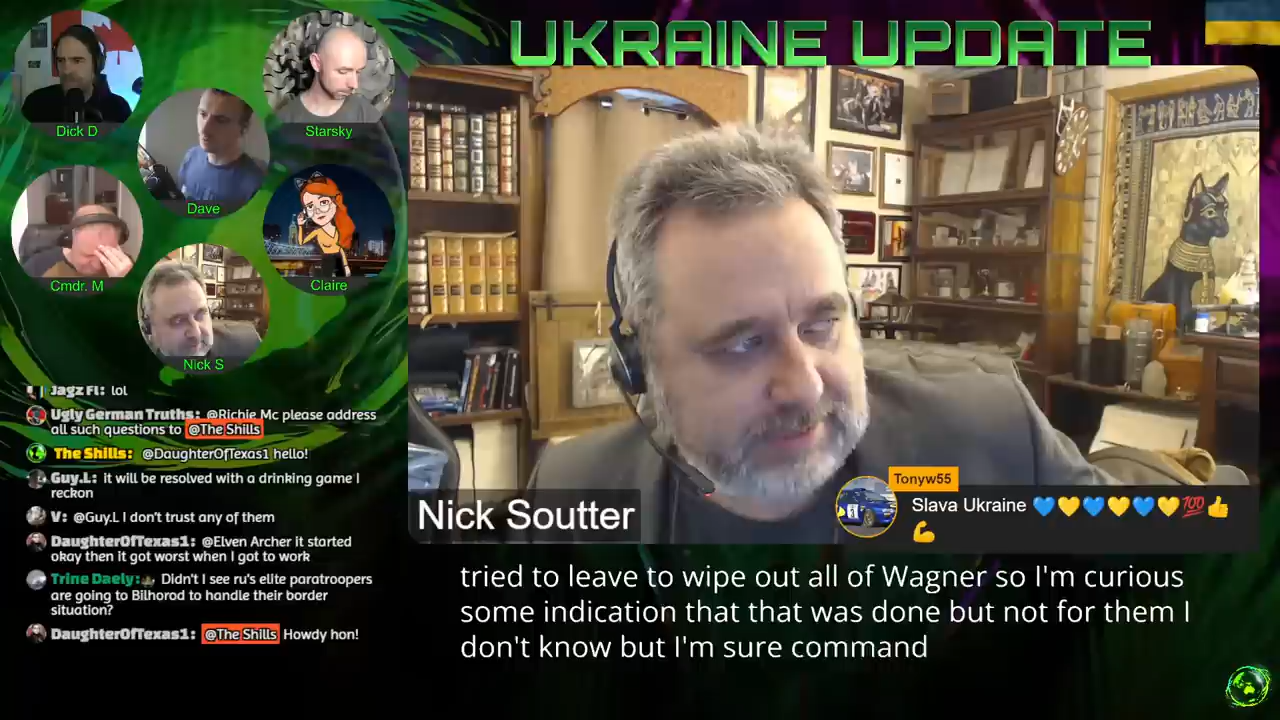 UKRAINE UPDATE
Dick D
Starsky
Dave
Cmdr. M
Claire
Nick S
Jagz Fl: lol
Ugly German Truths: @Richie Mc please address
all such questions to @The Shills
The Shills: @DaughterOfTexas1 hello!
Guy.L: it will be resolved with a drinking game I
reckon
V: @Guy.L I don't trust any of them
DaughterOfTexas1: @Elven Archer it started
okay then it got worst when I got to work
Trine Daely: Didn't I see ru's elite paratroopers
are going to Bilhorod to handle their border
situation?
DaughterOfTexas1: @The Shills Howdy hon!
Nick Soutter
Tonyw55
Slava Ukraine 💙💛💙💛💙💛💯👍
💪
tried to leave to wipe out all of Wagner so I'm curious
some indication that that was done but not for them I
don't know but I'm sure command